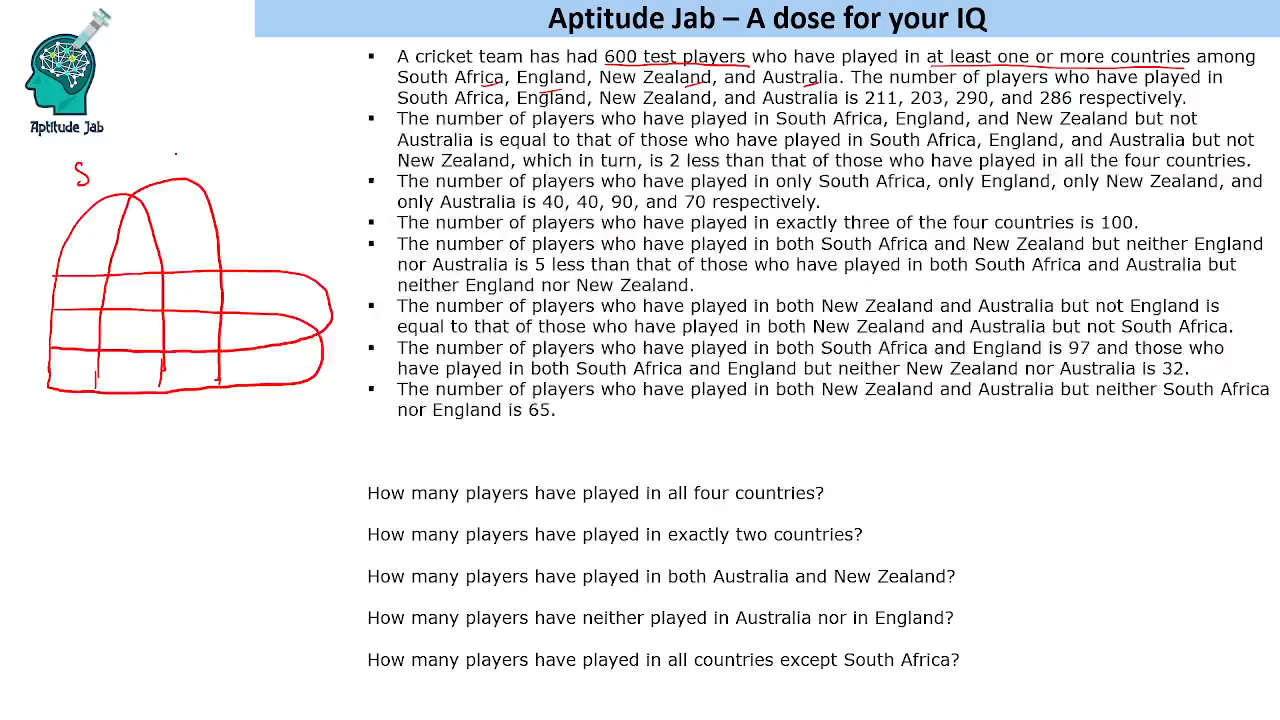 Aptitude Jab – A dose for your IQ
Aptitude Jab
▪ A cricket team has had 600 test players who have played in at least one or more countries among
South Africa, England, New Zealand, and Australia. The number of players who have played in
South Africa, England, New Zealand, and Australia is 211, 203, 290, and 286 respectively.
▪ The number of players who have played in South Africa, England, and New Zealand but not
Australia is equal to that of those who have played in South Africa, England, and Australia but not
New Zealand, which in turn, is 2 less than that of those who have played in all the four countries.
▪ The number of players who have played in only South Africa, only England, only New Zealand, and
only Australia is 40, 40, 90, and 70 respectively.
▪ The number of players who have played in exactly three of the four countries is 100.
▪ The number of players who have played in both South Africa and New Zealand but neither England
nor Australia is 5 less than that of those who have played in both South Africa and Australia but
neither England nor New Zealand.
▪ The number of players who have played in both New Zealand and Australia but not England is
equal to that of those who have played in both New Zealand and Australia but not South Africa.
▪ The number of players who have played in both South Africa and England is 97 and those who
have played in both South Africa and England but neither New Zealand nor Australia is 32.
▪ The number of players who have played in both New Zealand and Australia but neither South Africa
nor England is 65.
S
How many players have played in all four countries?
How many players have played in exactly two countries?
How many players have played in both Australia and New Zealand?
How many players have neither played in Australia nor in England?
How many players have played in all countries except South Africa?